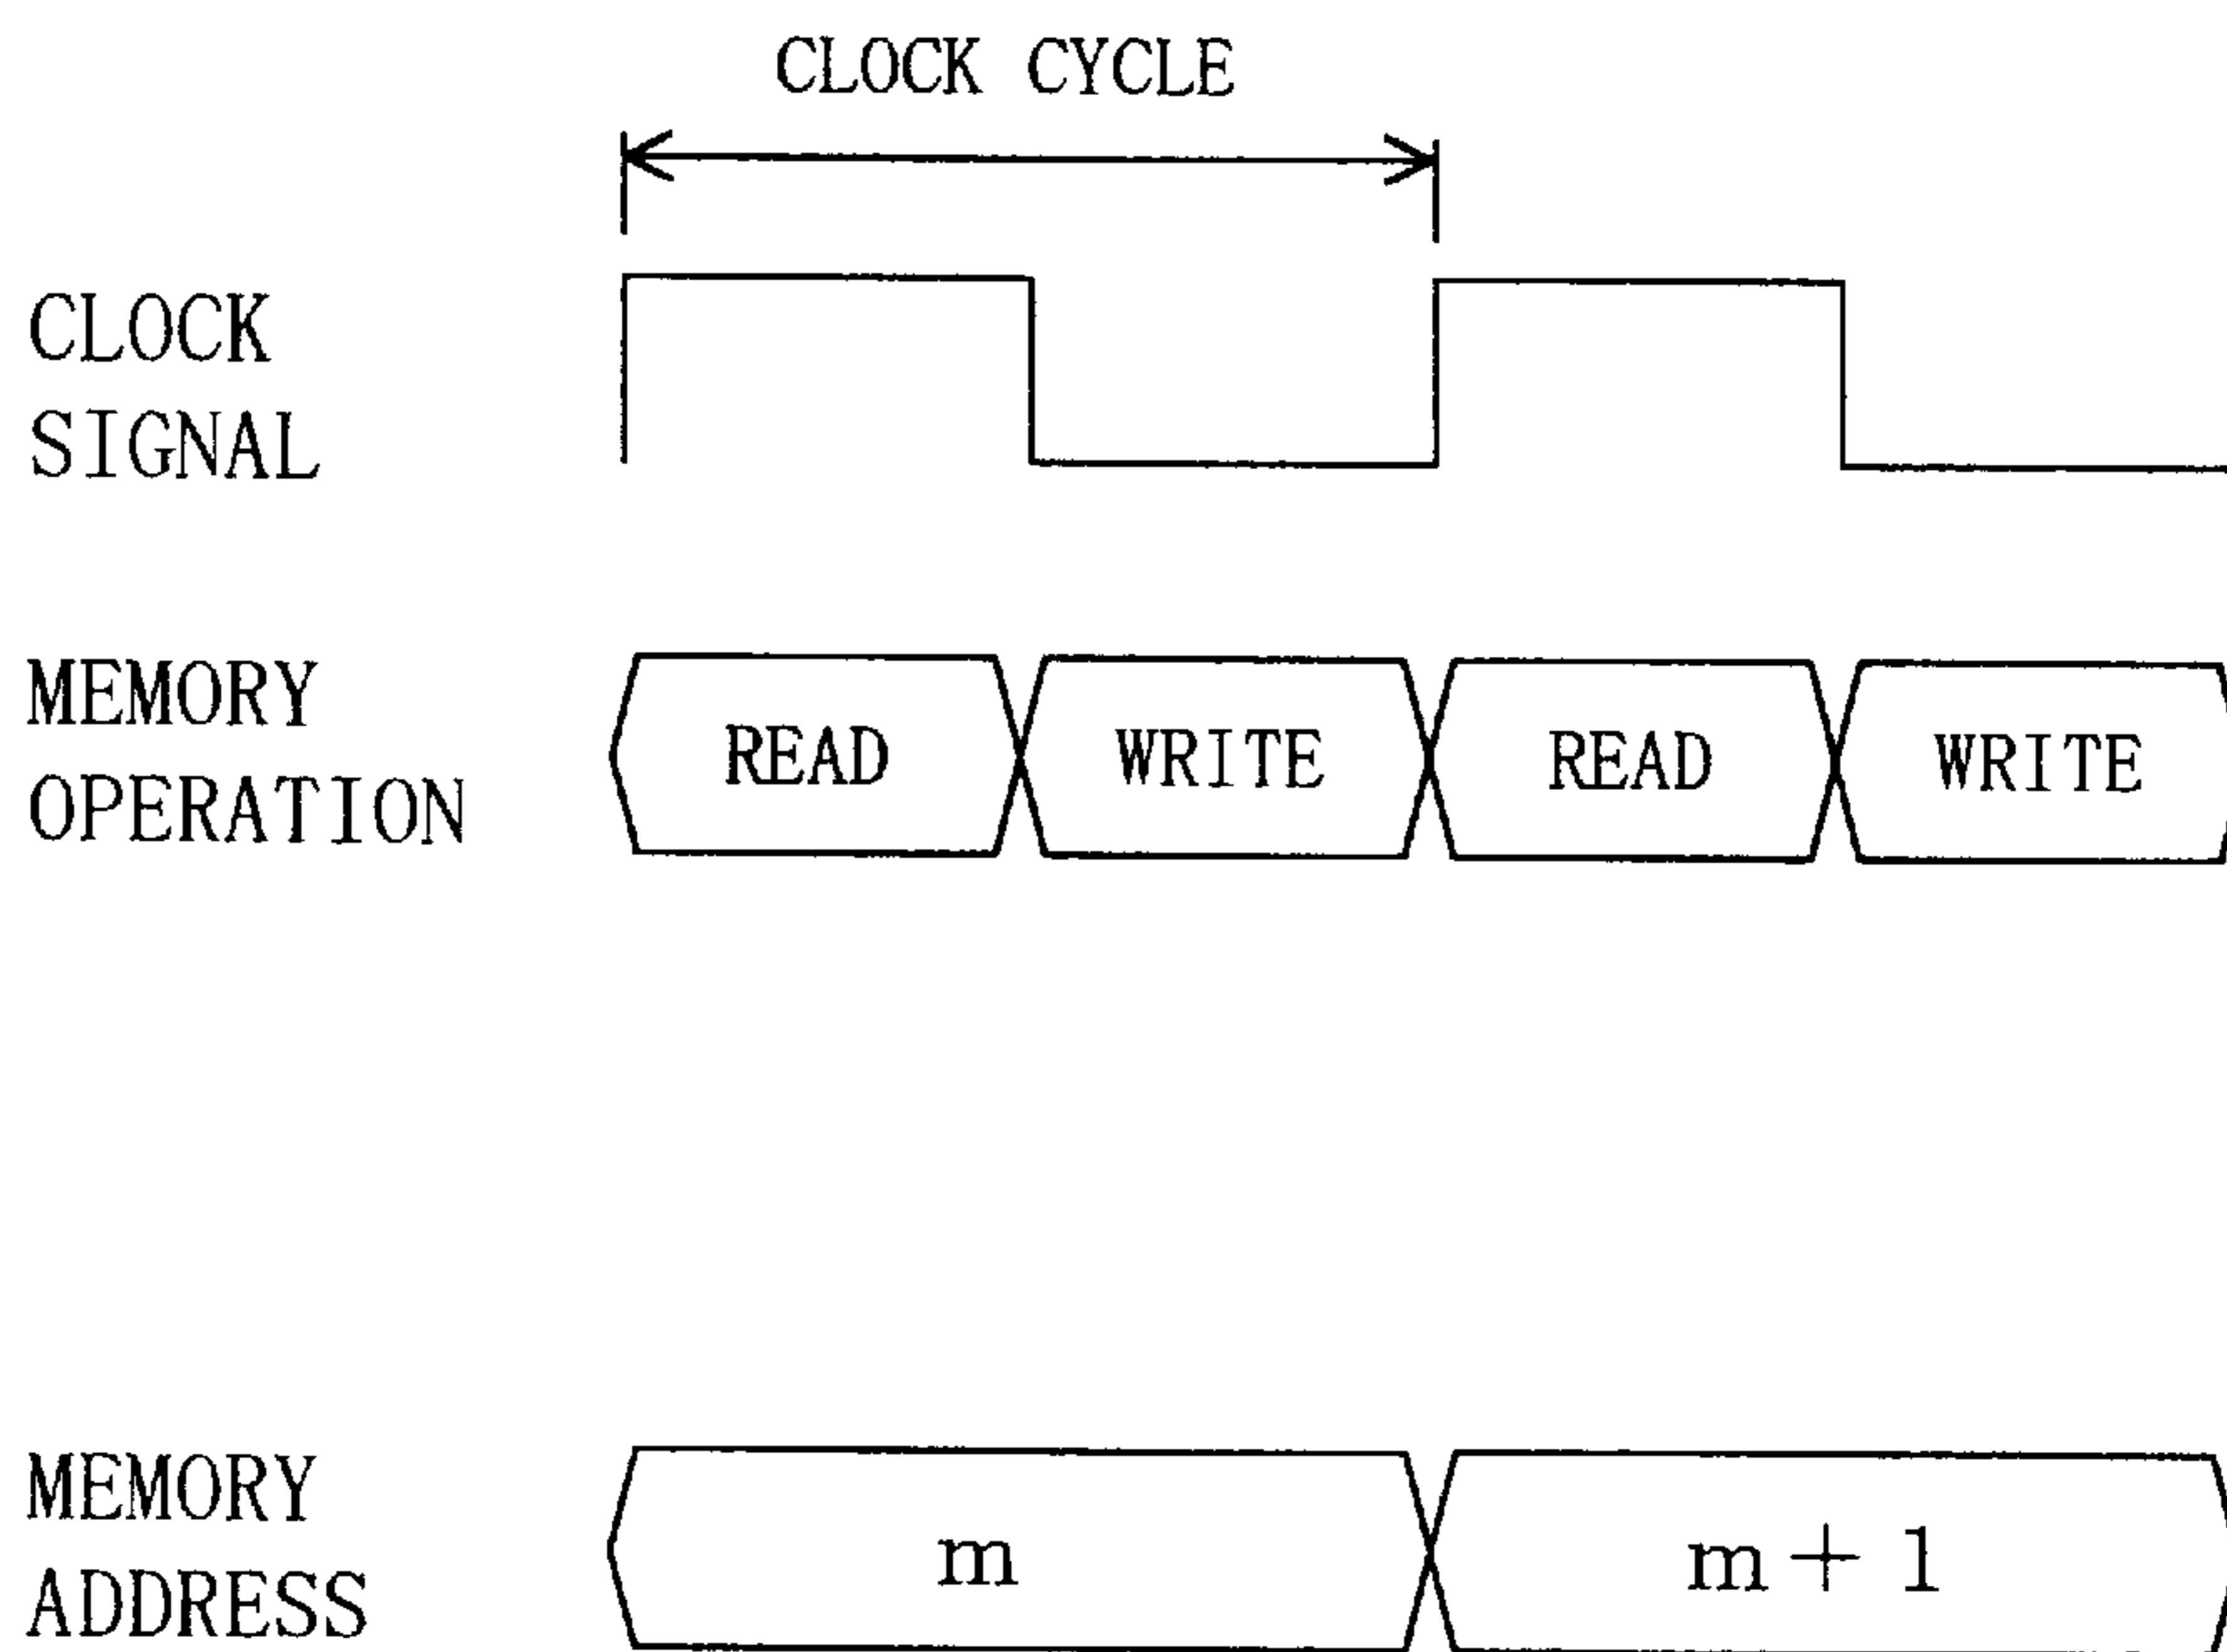 CLOCK CYCLE
CLOCK
SIGNAL
MEMORY
OPERATION
READ WRITE READ WRITE
MEMORY
ADDRESS
m m+1